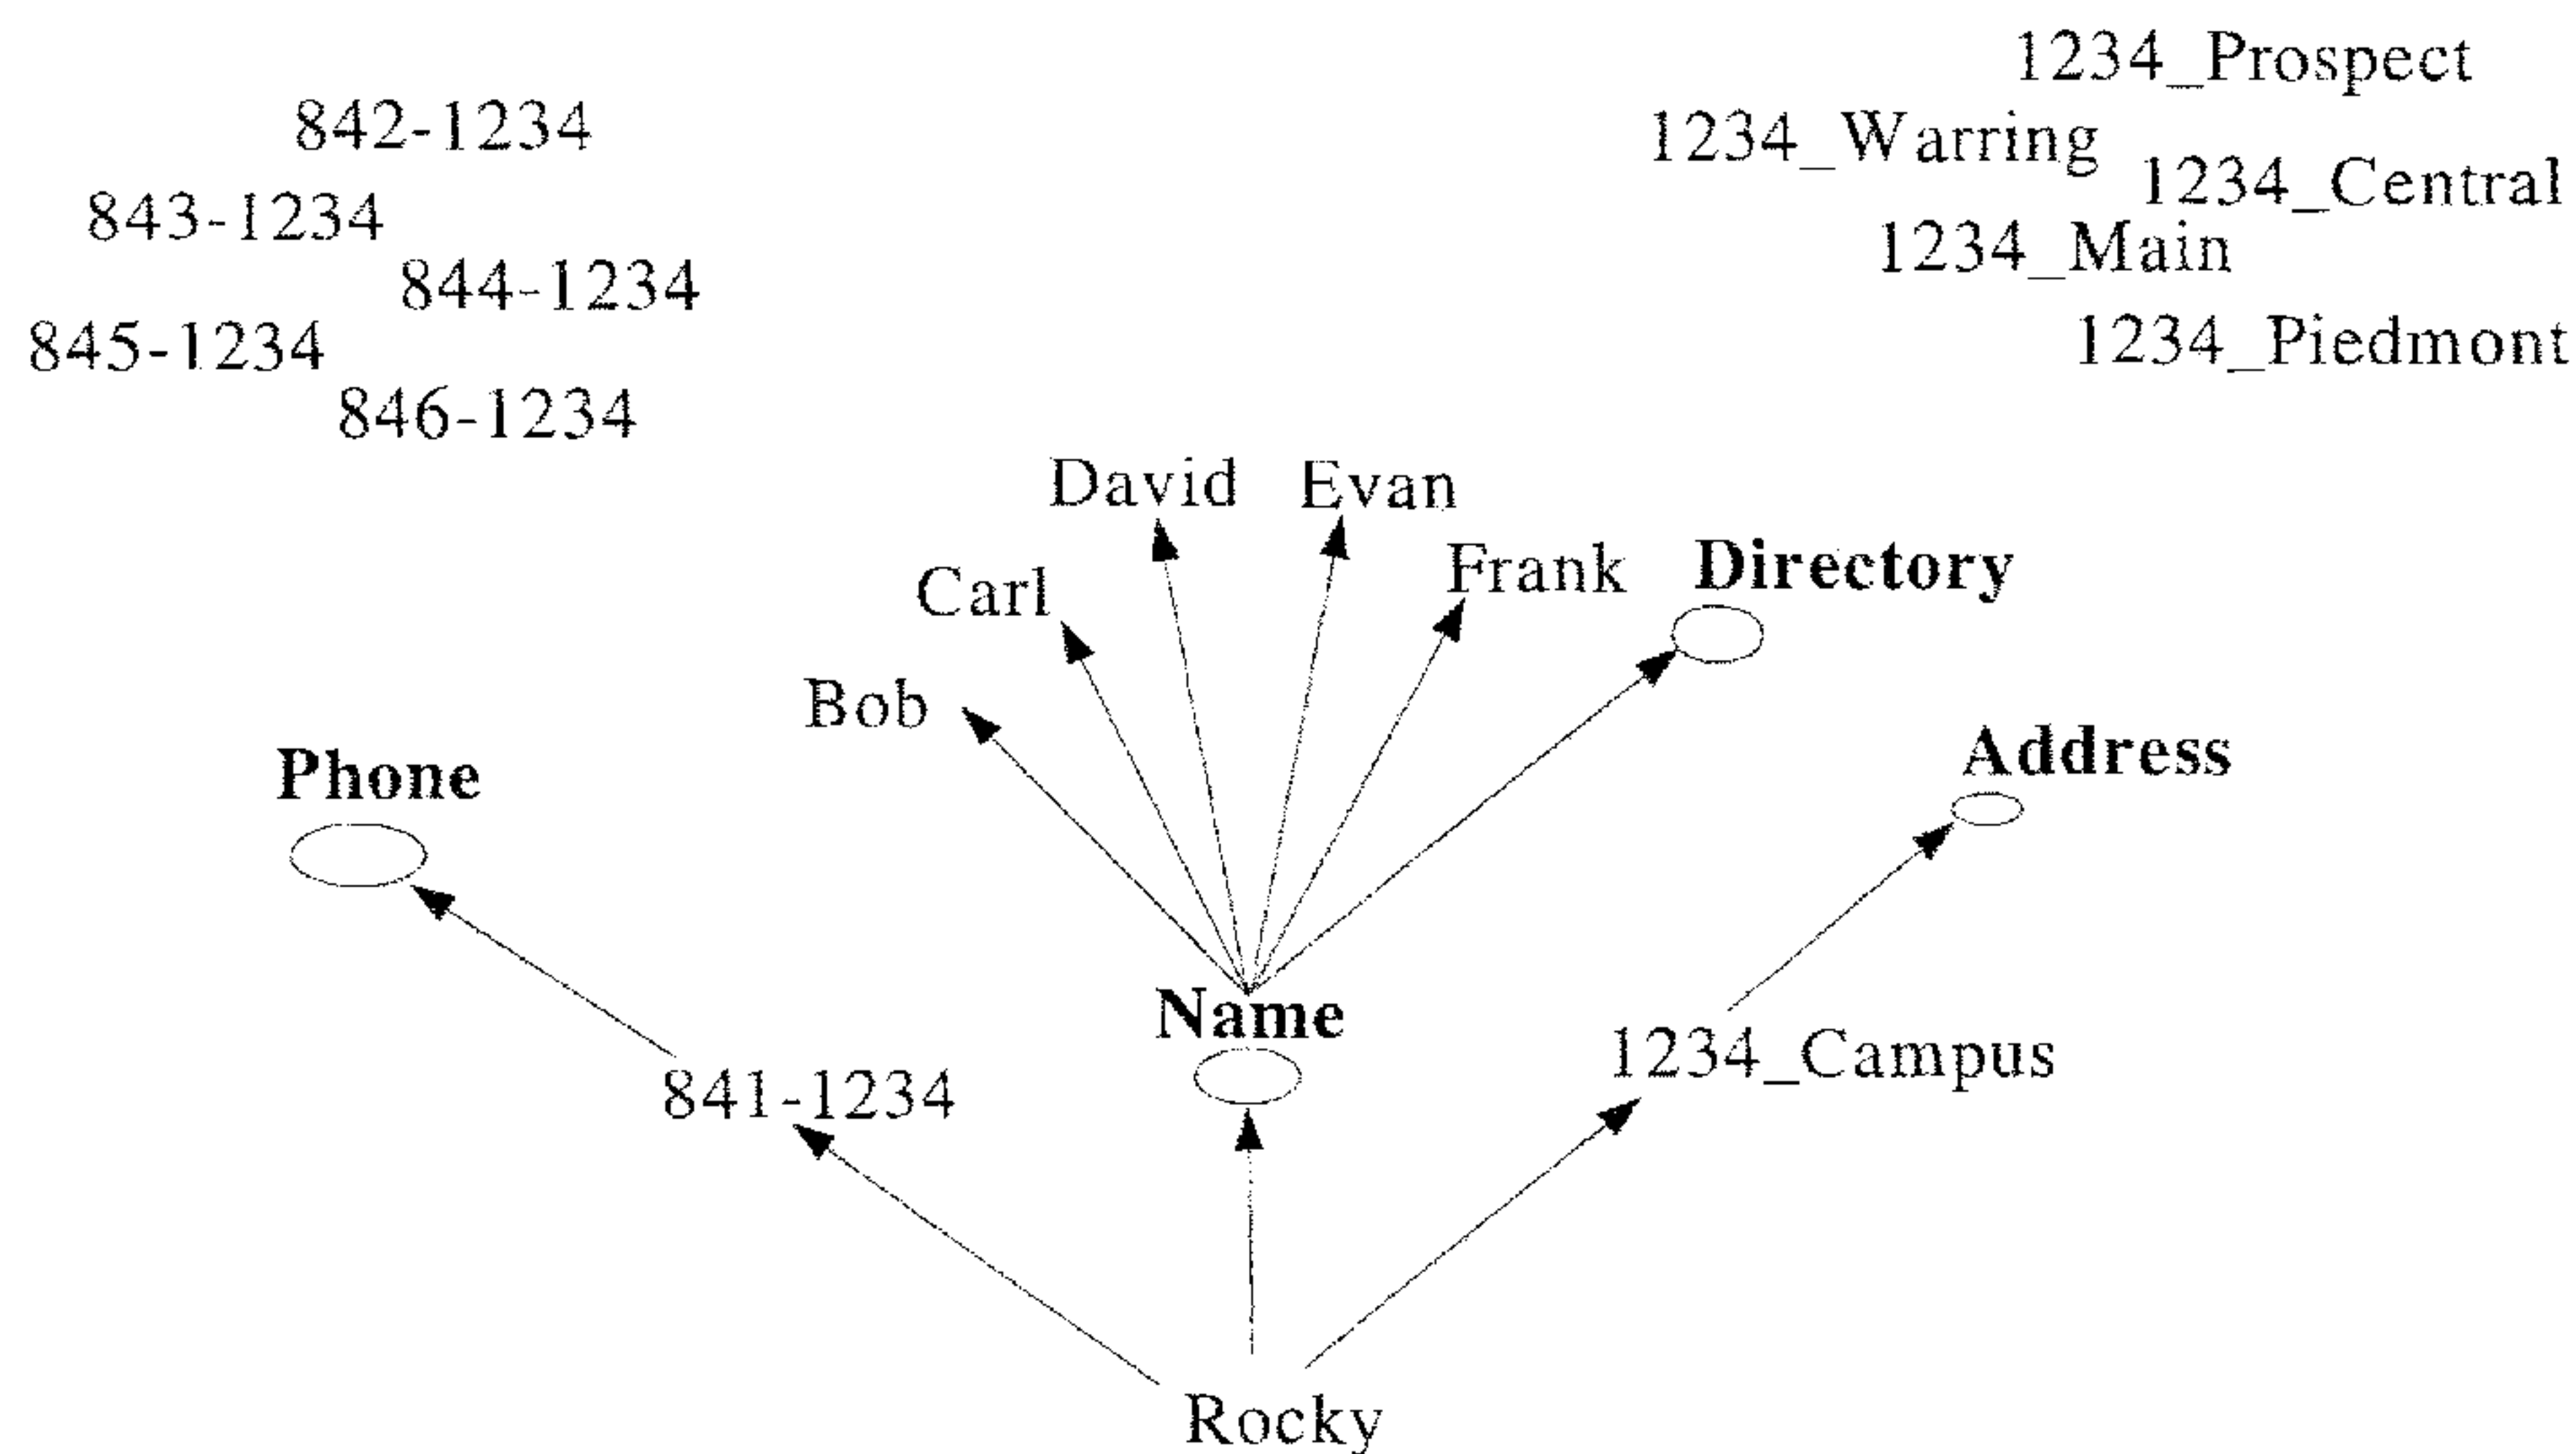 1234_Prospect
842-1234
1234_Warring
1234_Central
843-1234
1234_Main
844-1234
845-1234
1234_Piedmont
846-1234
David
Evan
Frank
Directory
Carl
Bob
Address
Phone
Name
1234_Campus
841-1234
Rocky